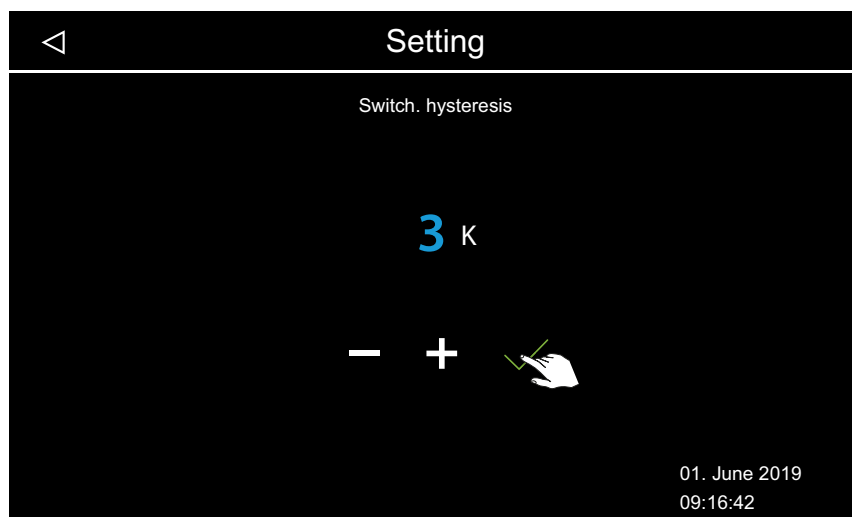 Setting
Switch. hysteresis
3 K
01. June 2019
09:16:42